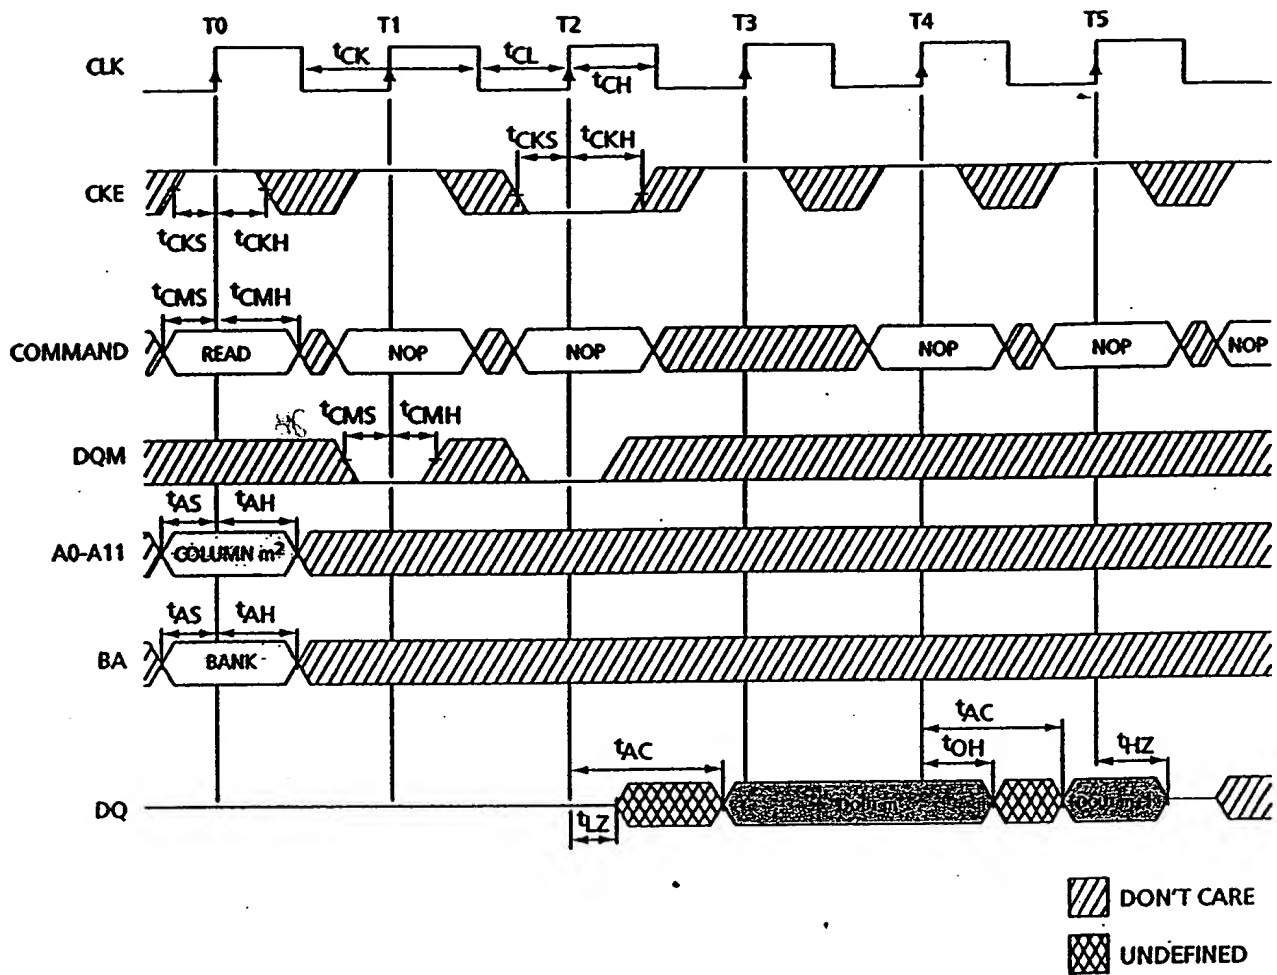 T0 T1 T2 T3 T4 T5
CLK tCK tCL tCH
tCKS tCKH
CKE
tCKS tCKH
tCMS tCMH
COMMAND READ NOP NOP NOP NOP NOP
tCMS tCMH
DQM
tAS tAH
A0-A11 COLUMN m²
tAS tAH
BA BANK
tAC tAC tOH tHZ
DQ
tLZ
DON'T CARE
UNDEFINED